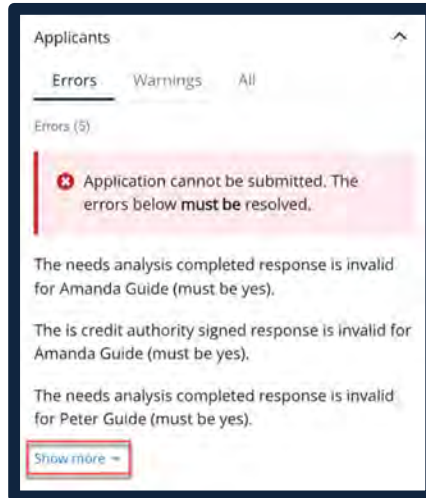 Applicants
Errors Warnings All
Errors (5)
Application cannot be submitted. The
errors below must be resolved.
The needs analysis completed response is invalid
for Amanda Guide (must be yes).
The is credit authority signed response is invalid for
Amanda Guide (must be yes).
The needs analysis completed response is invalid
for Peter Guide (must be yes).
Show more